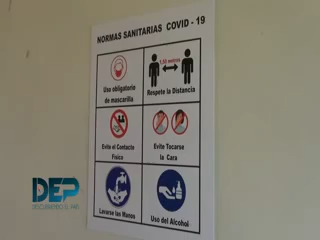 NORMAS SANITARIAS COVID - 19
Uso obligatorio
de mascarilla
1,50 metros
Respete la Distancia
Evite el Contacto
Físico
Evite Tocarse
la Cara
Lavarse las Manos
Uso del Alcohol
DEP